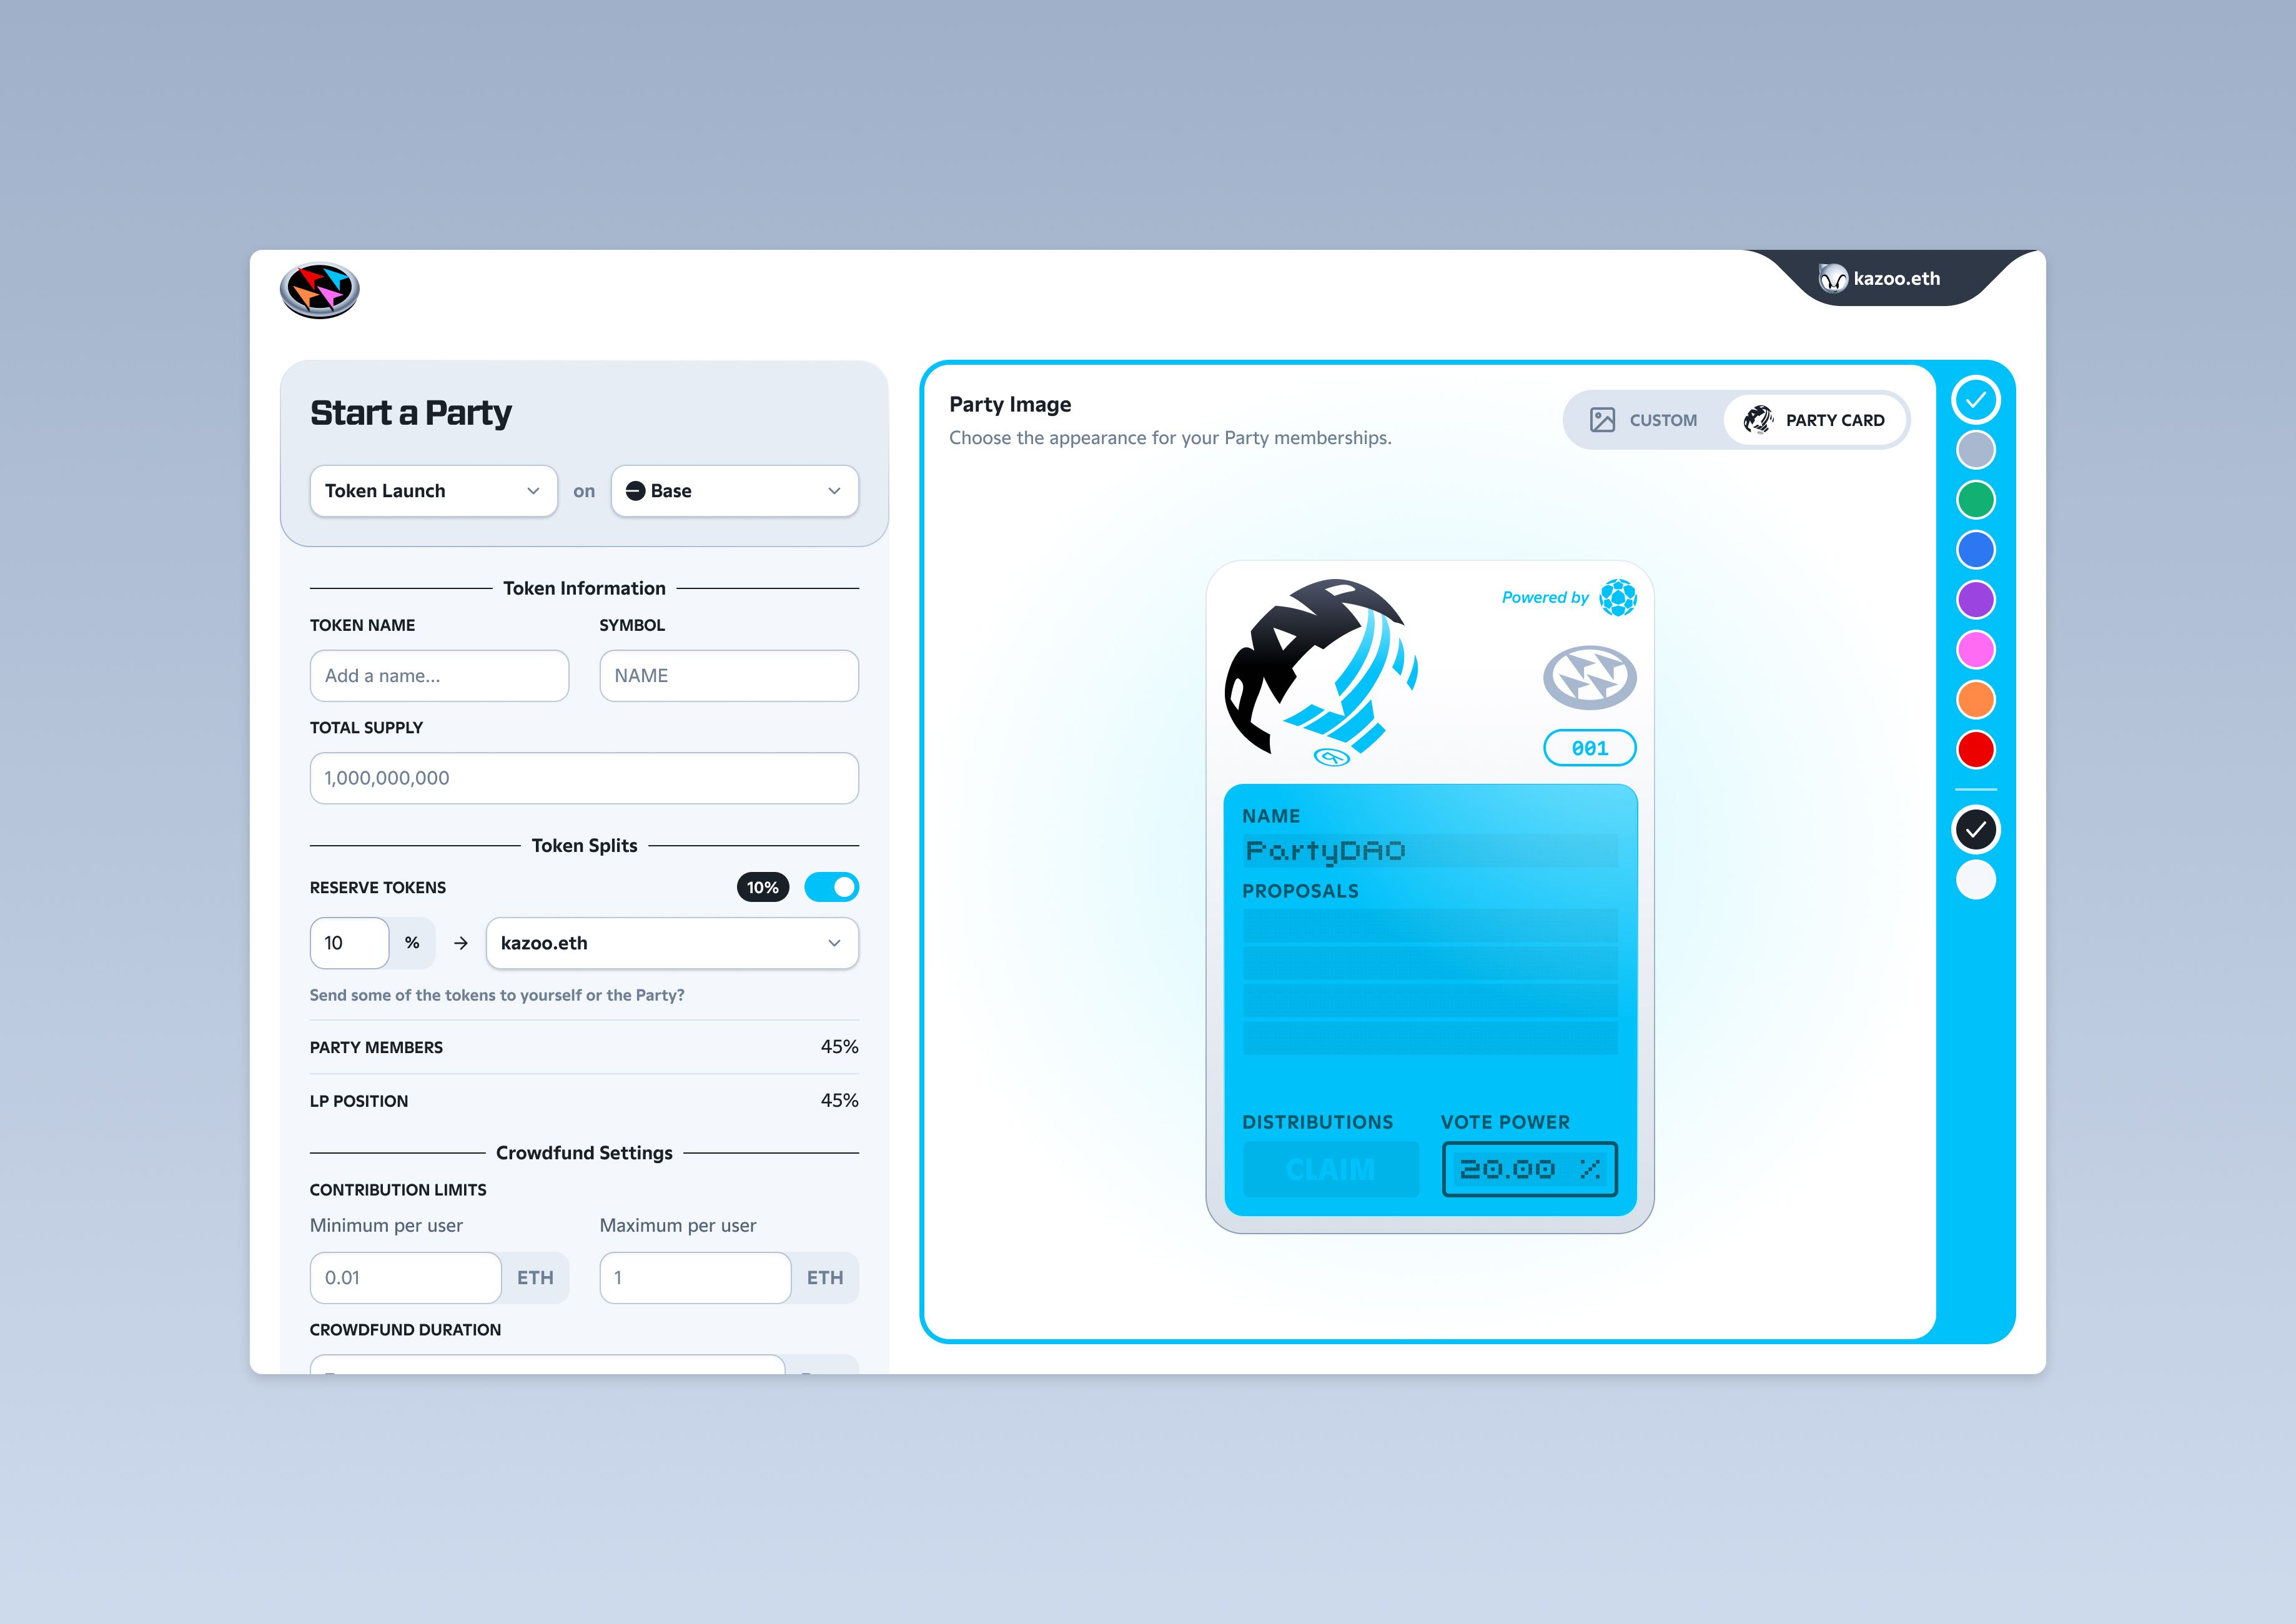 kazoo.eth
Start a Party
Token Launch on Base
Token Information
TOKEN NAME SYMBOL
Add a name... NAME
TOTAL SUPPLY
1,000,000,000
Token Splits
RESERVE TOKENS 10%
10 % → kazoo.eth
Send some of the tokens to yourself or the Party?
PARTY MEMBERS 45%
LP POSITION 45%
Crowdfund Settings
CONTRIBUTION LIMITS
Minimum per user Maximum per user
0.01 ETH 1 ETH
CROWDFUND DURATION
Party Image
Choose the appearance for your Party memberships.
CUSTOM PARTY CARD
Powered by
PARTY
001
NAME
PartyDAO
PROPOSALS
DISTRIBUTIONS VOTE POWER
CLAIM 20.00 %